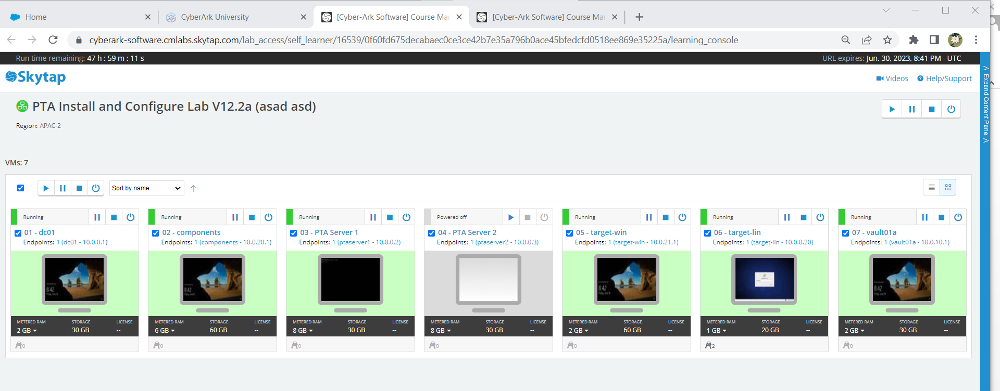 Home
CyberArk University
[Cyber-Ark Software] Course Mar
[Cyber-Ark Software] Course Mar
cyberark-software.cmlabs.skytap.com/lab_access/self_learner/16539/0f60fd675decabaec0ce3ce42b7e35a796b0ace45bfedcfd0518ee869e35225a/learning_console
Run time remaining: 47 h : 59 m : 11 s
URL expires: Jun. 30, 2023, 8:41 PM - UTC
Skytap
Videos
Help/Support
< Expand Content Pane <
PTA Install and Configure Lab V12.2a (asad asd)
Region: APAC-2
VMs: 7
Sort by name
Running
Running
Running
Powered off
Running
Running
Running
01 - dc01
02 - components
03 - PTA Server 1
04 - PTA Server 2
05 - target-win
06 - target-lin
07 - vault01a
Endpoints: 1 (dc01 - 10.0.0.1)
Endpoints: 1 (components - 10.0.20.1)
Endpoints: 1 (ptaserver1 - 10.0.0.2)
Endpoints: 1 (ptaserver2 - 10.0.0.3)
Endpoints: 1 (target-win - 10.0.21.1)
Endpoints: 1 (target-lin - 10.0.0.20)
Endpoints: 1 (vault01a - 10.0.10.1)
8:42
8:42
8:42
8:42
METERED RAM STORAGE LICENSE
2 GB 30 GB --
METERED RAM STORAGE LICENSE
6 GB 60 GB --
METERED RAM STORAGE LICENSE
8 GB 30 GB --
METERED RAM STORAGE LICENSE
8 GB 30 GB --
METERED RAM STORAGE LICENSE
2 GB 60 GB --
METERED RAM STORAGE LICENSE
1 GB 20 GB --
METERED RAM STORAGE LICENSE
2 GB 30 GB --
0
0
0
0
0
2
0